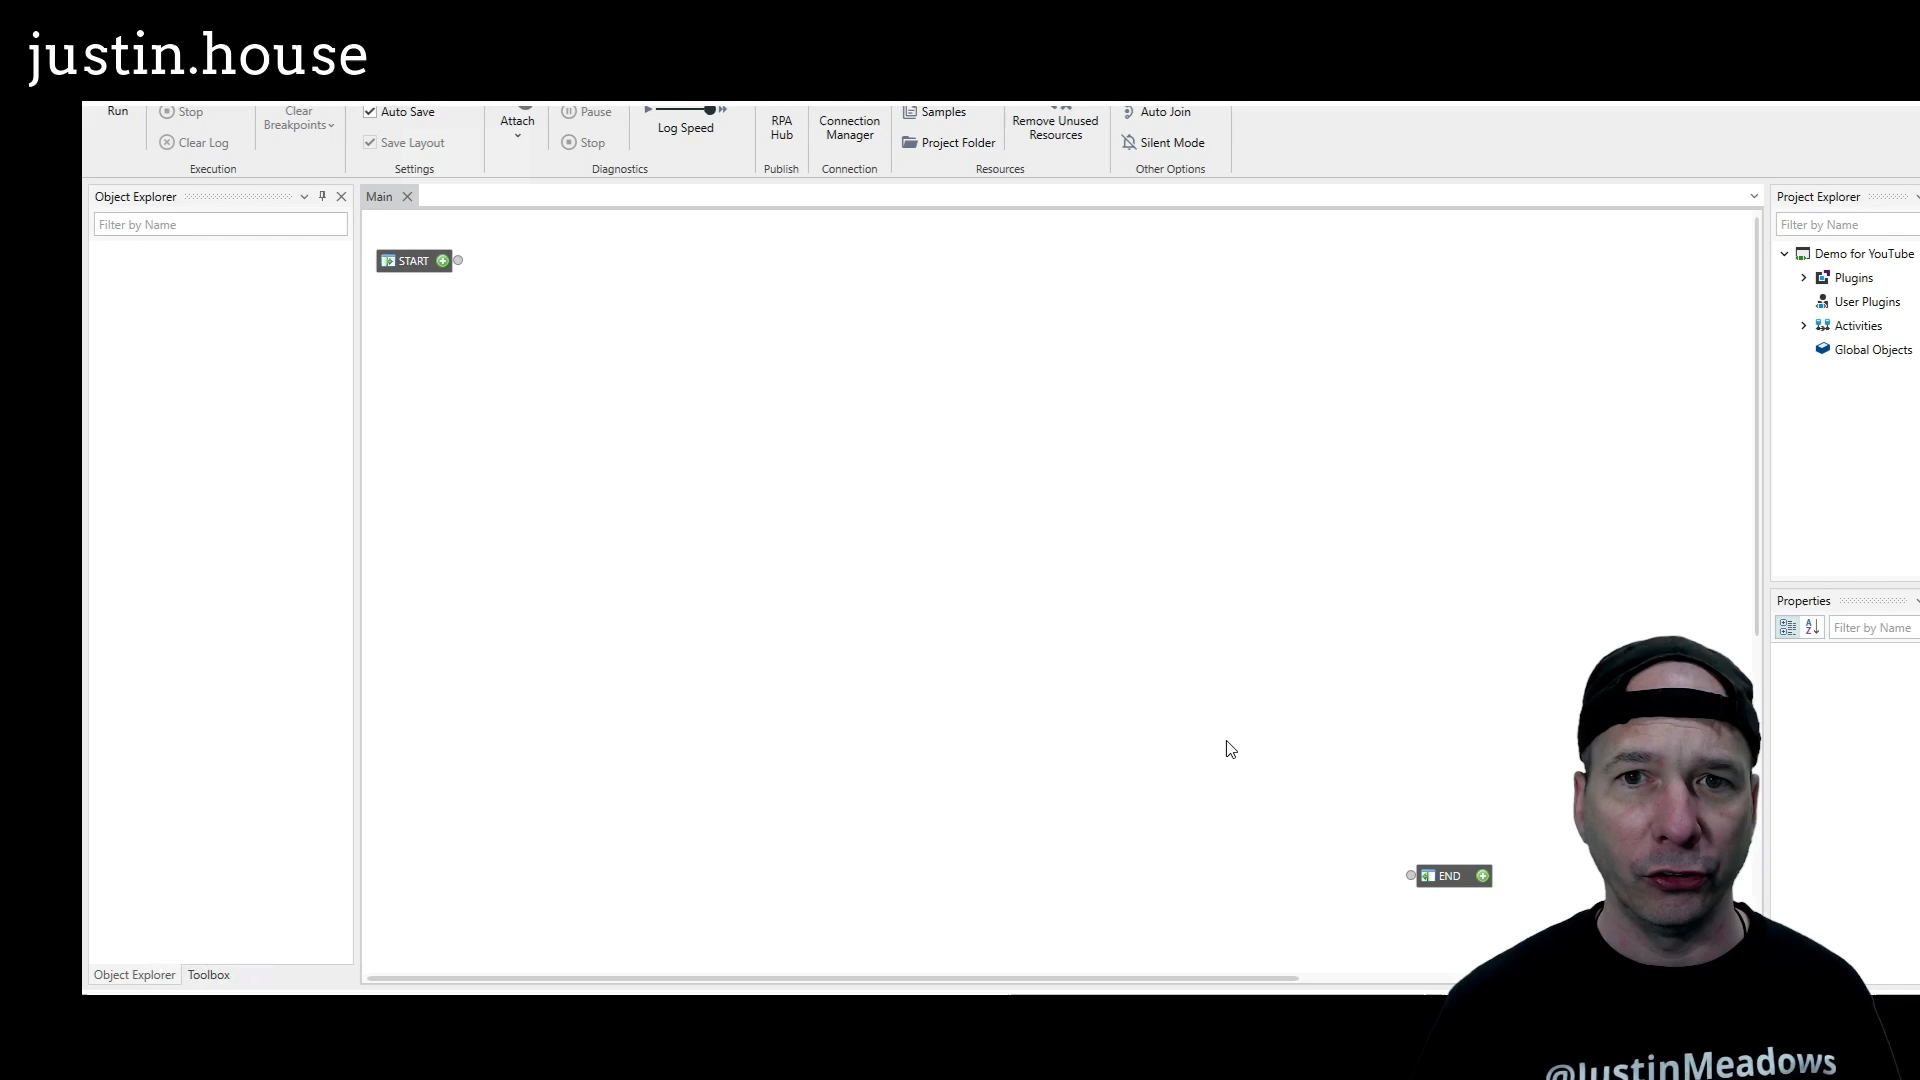 justin.house
Run
Stop
Clear Log
Clear
Breakpoints
Execution
Auto Save
Save Layout
Settings
Attach
Pause
Stop
Log Speed
Diagnostics
RPA
Hub
Publish
Connection
Manager
Connection
Samples
Project Folder
Remove Unused
Resources
Resources
Auto Join
Silent Mode
Other Options
Object Explorer
Filter by Name
Main
START
END
Project Explorer
Filter by Name
Demo for YouTube
Plugins
User Plugins
Activities
Global Objects
Properties
Filter by Name
Object Explorer
Toolbox
@JustinMeadows